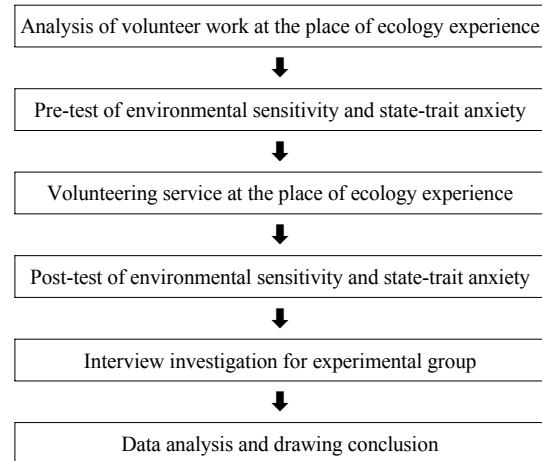 Analysis of volunteer work at the place of ecology experience
Pre-test of environmental sensitivity and state-trait anxiety
Volunteering service at the place of ecology experience
Post-test of environmental sensitivity and state-trait anxiety
Interview investigation for experimental group
Data analysis and drawing conclusion